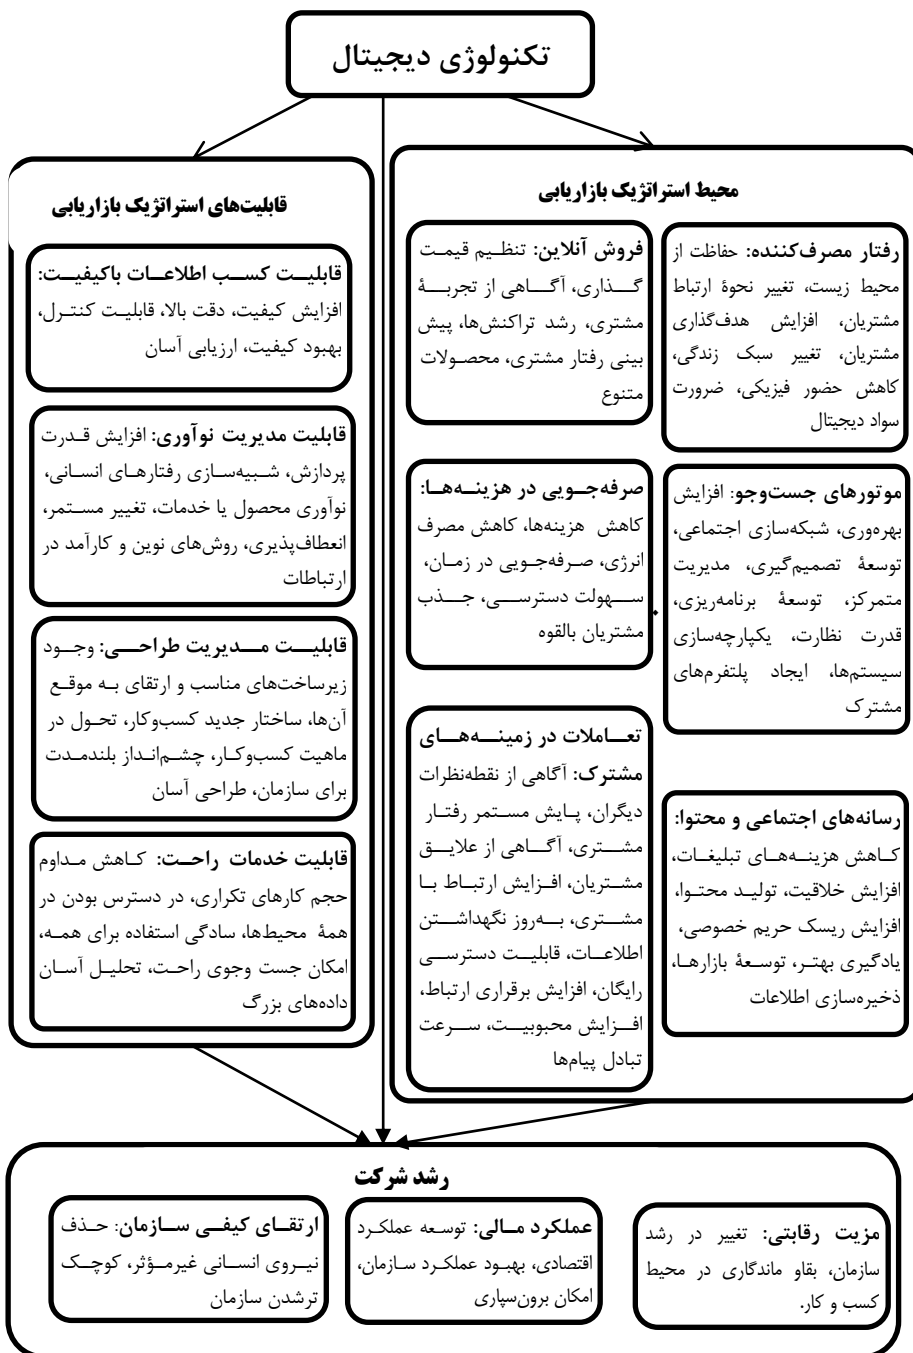 تکنولوژی دیجیتال
محیط استراتژیک بازاریابی
رفتار مصرف‌کننده: حفاظت از
محیط زیست، تغییر نحوهٔ ارتباط
مشتریان، افزایش هدف‌گذاری
مشتریان، تغییر سبک زندگی،
کاهش حضور فیزیکی، ضرورت
سواد دیجیتال
فروش آنلاین: تنظیم قیمت
گذاری، آگاهی از تجربهٔ
مشتری، رشد تراکنش‌ها، پیش
بینی رفتار مشتری، محصولات
متنوع
موتورهای جست‌وجو: افزایش
بهره‌وری، شبکه‌سازی اجتماعی،
توسعهٔ تصمیم‌گیری، مدیریت
متمرکز، توسعهٔ برنامه‌ریزی،
قدرت نظارت، یکپارچه‌سازی
سیستم‌ها، ایجاد پلتفرم‌های
مشترک
صرفه‌جویی در هزینه‌ها:
کاهش هزینه‌ها، کاهش مصرف
انرژی، صرفه‌جویی در زمان،
سهولت دسترسی، جذب
مشتریان بالقوه
رسانه‌های اجتماعی و محتوا:
کاهش هزینه‌های تبلیغات،
افزایش خلاقیت، تولید محتوا،
افزایش ریسک حریم خصوصی،
یادگیری بهتر، توسعهٔ بازارها،
ذخیره‌سازی اطلاعات
تعاملات در زمینه‌های
مشترک: آگاهی از نقطه‌نظرات
دیگران، پایش مستمر رفتار
مشتری، آگاهی از علایق
مشتریان، افزایش ارتباط با
مشتری، به‌روز نگهداشتن
اطلاعات، قابلیت دسترسی
رایگان، افزایش برقراری ارتباط،
افزایش محبوبیت، سرعت
تبادل پیام‌ها
قابلیت‌های استراتژیک بازاریابی
قابلیت کسب اطلاعات باکیفیت:
افزایش کیفیت، دقت بالا، قابلیت کنترل،
بهبود کیفیت، ارزیابی آسان
قابلیت مدیریت نوآوری: افزایش قدرت
پردازش، شبیه‌سازی رفتارهای انسانی،
نوآوری محصول یا خدمات، تغییر مستمر،
انعطاف‌پذیری، روش‌های نوین و کارآمد در
ارتباطات
قابلیت مدیریت طراحی: وجود
زیرساخت‌های مناسب و ارتقای به موقع
آن‌ها، ساختار جدید کسب‌وکار، تحول در
ماهیت کسب‌وکار، چشم‌انداز بلندمدت
برای سازمان، طراحی آسان
قابلیت خدمات راحت: کاهش مداوم
حجم کارهای تکراری، در دسترس بودن در
همهٔ محیط‌ها، سادگی استفاده برای همه،
امکان جست وجوی راحت، تحلیل آسان
داده‌های بزرگ
رشد شرکت
مزیت رقابتی: تغییر در رشد
سازمان، بقاو ماندگاری در محیط
کسب و کار.
عملکرد مالی: توسعه عملکرد
اقتصادی، بهبود عملکرد سازمان،
امکان برون‌سپاری
ارتقای کیفی سازمان: حذف
نیروی انسانی غیرمؤثر، کوچک
ترشدن سازمان